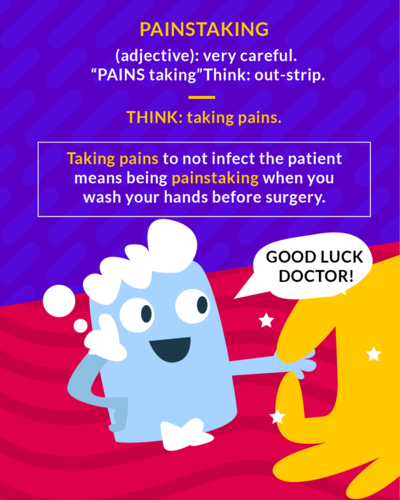 PAINSTAKING
(adjective): very careful.
“PAINS taking”Think: out-strip.
THINK: taking pains.
Taking pains to not infect the patient
means being painstaking when you
wash your hands before surgery.
GOOD LUCK
DOCTOR!